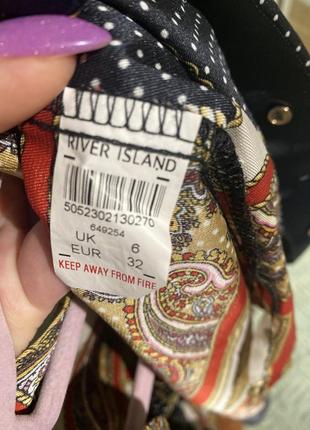 RIVER ISLAND
5052302130270
649254
UK 6
EUR 32
KEEP AWAY FROM FIRE